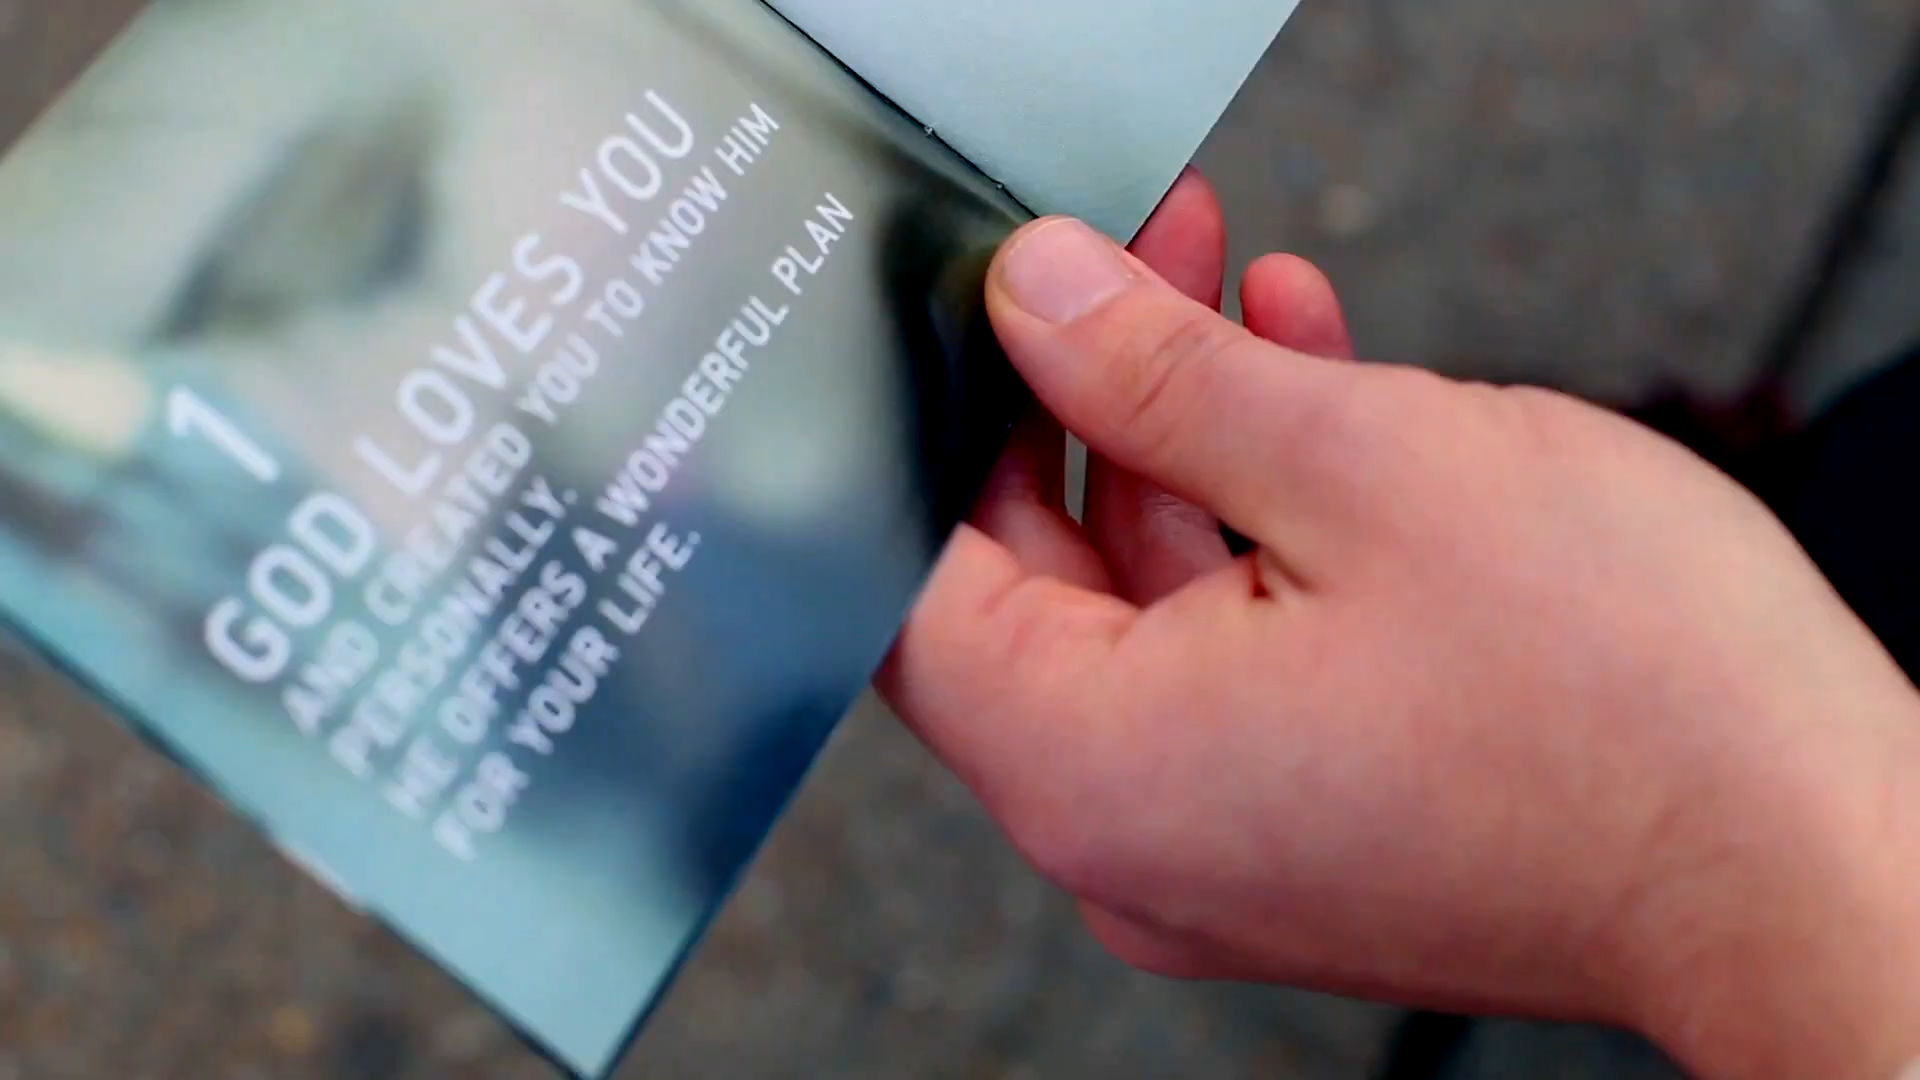 1
GOD LOVES YOU
AND CREATED YOU TO KNOW HIM
PERSONALLY.
HE OFFERS A WONDERFUL PLAN
FOR YOUR LIFE.